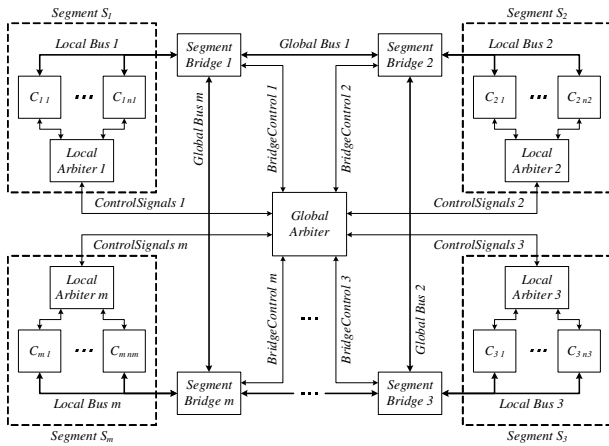 Segment S1
Segment S2
Local Bus 1
Segment
Bridge 1
Global Bus 1
Segment
Bridge 2
Local Bus 2
C1 1
...
C1 n1
Global Bus m
BridgeControl 1
BridgeControl 2
C2 1
...
C2 n2
Local
Arbiter 1
Local
Arbiter 2
ControlSignals 1
Global
Arbiter
ControlSignals 2
ControlSignals m
ControlSignals 3
Local
Arbiter m
BridgeControl m
...
BridgeControl 3
Global Bus 2
Local
Arbiter 3
Cm 1
...
Cm nm
C3 1
...
C3 n3
Local Bus m
Segment
Bridge m
...
Segment
Bridge 3
Local Bus 3
Segment Sm
Segment S3